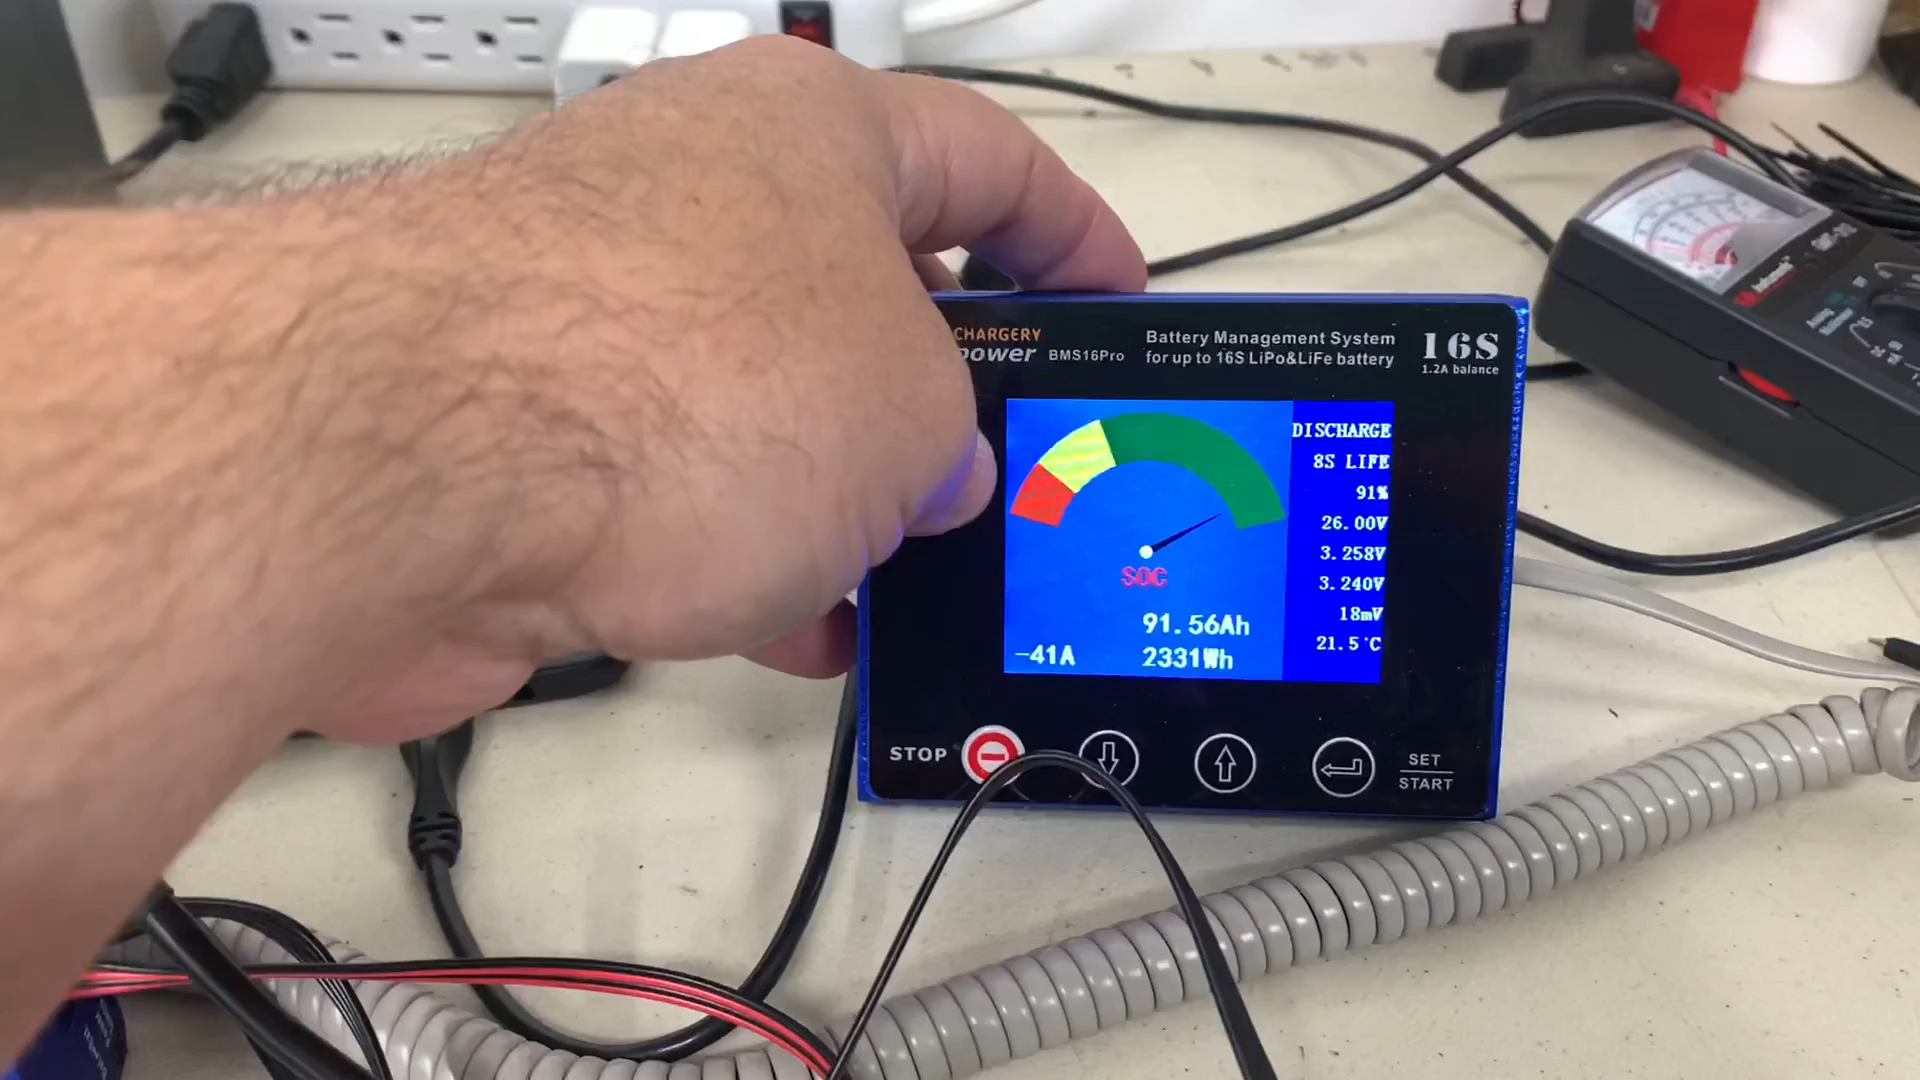 CHARGERY
power BMS16Pro
Battery Management System
for up to 16S LiPo&LiFe battery
16S
1.2A balance
DISCHARGE
8S LIFE
91%
26.00V
3.258V
3.240V
18mV
21.5°C
SOC
91.56Ah
-41A 2331Wh
STOP
SET
START